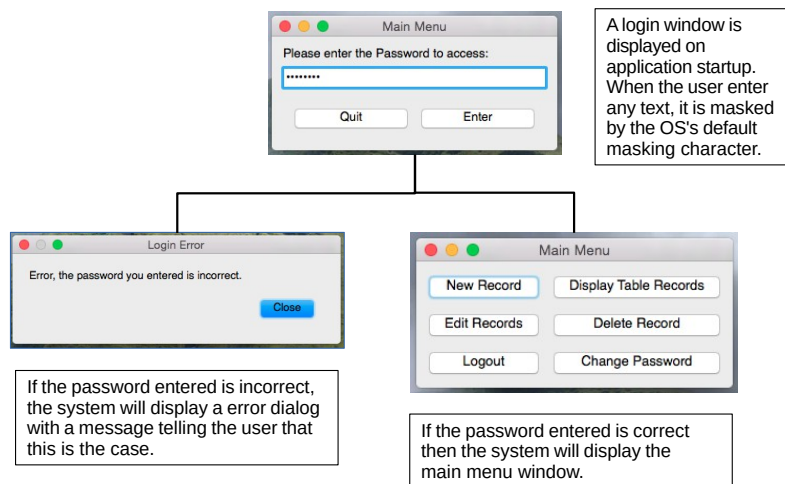 Main Menu
Please enter the Password to access:
••••••••
Quit Enter
A login window is
displayed on
application startup.
When the user enter
any text, it is masked
by the OS's default
masking character.
Login Error
Error, the password you entered is incorrect.
Close
If the password entered is incorrect,
the system will display a error dialog
with a message telling the user that
this is the case.
Main Menu
New Record Display Table Records
Edit Records Delete Record
Logout Change Password
If the password entered is correct
then the system will display the
main menu window.